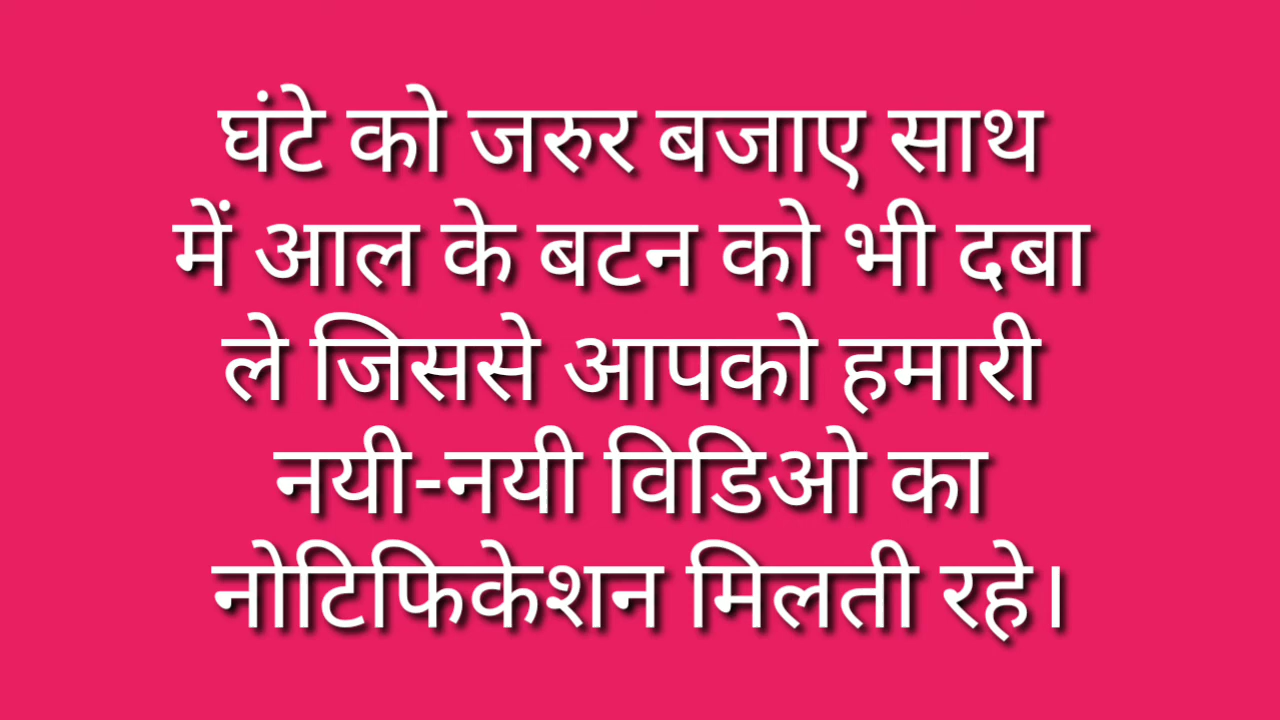 घंटे को जरुर बजाए साथ
में आल के बटन को भी दबा
ले जिससे आपको हमारी
नयी-नयी विडिओ का
नोटिफिकेशन मिलती रहे।